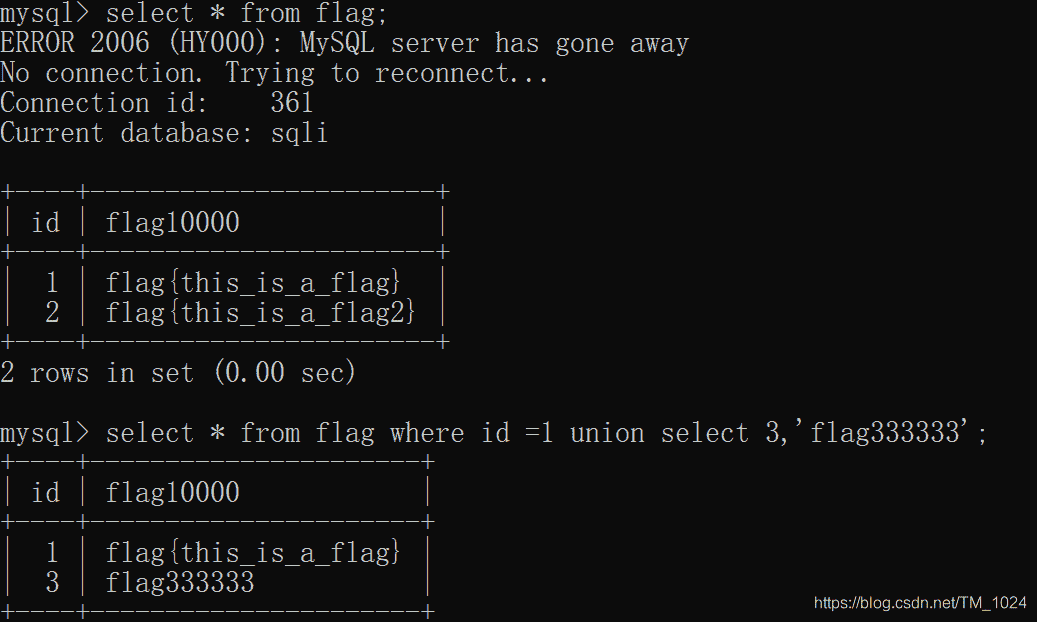 mysql> select * from flag;
ERROR 2006 (HY000): MySQL server has gone away
No connection. Trying to reconnect...
Connection id:    361
Current database: sqli
+----+-----------------------+
| id | flag10000             |
+----+-----------------------+
|  1 | flag{this_is_a_flag}  |
|  2 | flag{this_is_a_flag2} |
+----+-----------------------+
2 rows in set (0.00 sec)
mysql> select * from flag where id =1 union select 3,'flag333333';
+----+----------------------+
| id | flag10000            |
+----+----------------------+
|  1 | flag{this_is_a_flag} |
|  3 | flag333333           |
+----+----------------------+
https://blog.csdn.net/TM_1024